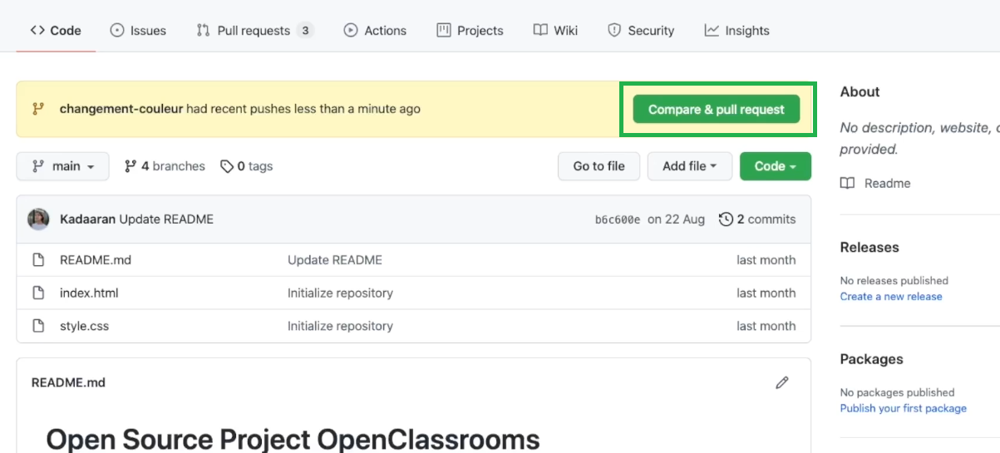 Code Issues Pull requests 3 Actions Projects Wiki Security Insights
changement-couleur had recent pushes less than a minute ago Compare & pull request
main 4 branches 0 tags Go to file Add file Code
Kadaaran Update README b6c600e on 22 Aug 2 commits
README.md Update README last month
index.html Initialize repository last month
style.css Initialize repository last month
README.md
Open Source Project OpenClassrooms
About
No description, website,
provided.
Readme
Releases
No releases published
Create a new release
Packages
No packages published
Publish your first package